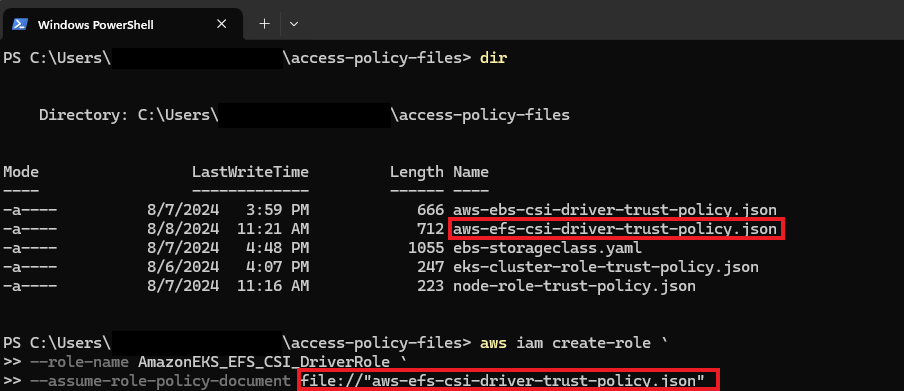 Windows PowerShell
PS C:\Users\ \access-policy-files> dir
Directory: C:\Users\ \access-policy-files
Mode LastWriteTime Length Name
---- ------------- ------ ----
-a---- 8/7/2024 3:59 PM 666 aws-ebs-csi-driver-trust-policy.json
-a---- 8/8/2024 11:21 AM 712 aws-efs-csi-driver-trust-policy.json
-a---- 8/7/2024 4:48 PM 1055 ebs-storageclass.yaml
-a---- 8/6/2024 4:07 PM 247 eks-cluster-role-trust-policy.json
-a---- 8/7/2024 11:16 AM 223 node-role-trust-policy.json
PS C:\Users\ \access-policy-files> aws iam create-role `
>> --role-name AmazonEKS_EFS_CSI_DriverRole `
>> --assume-role-policy-document file://"aws-efs-csi-driver-trust-policy.json"